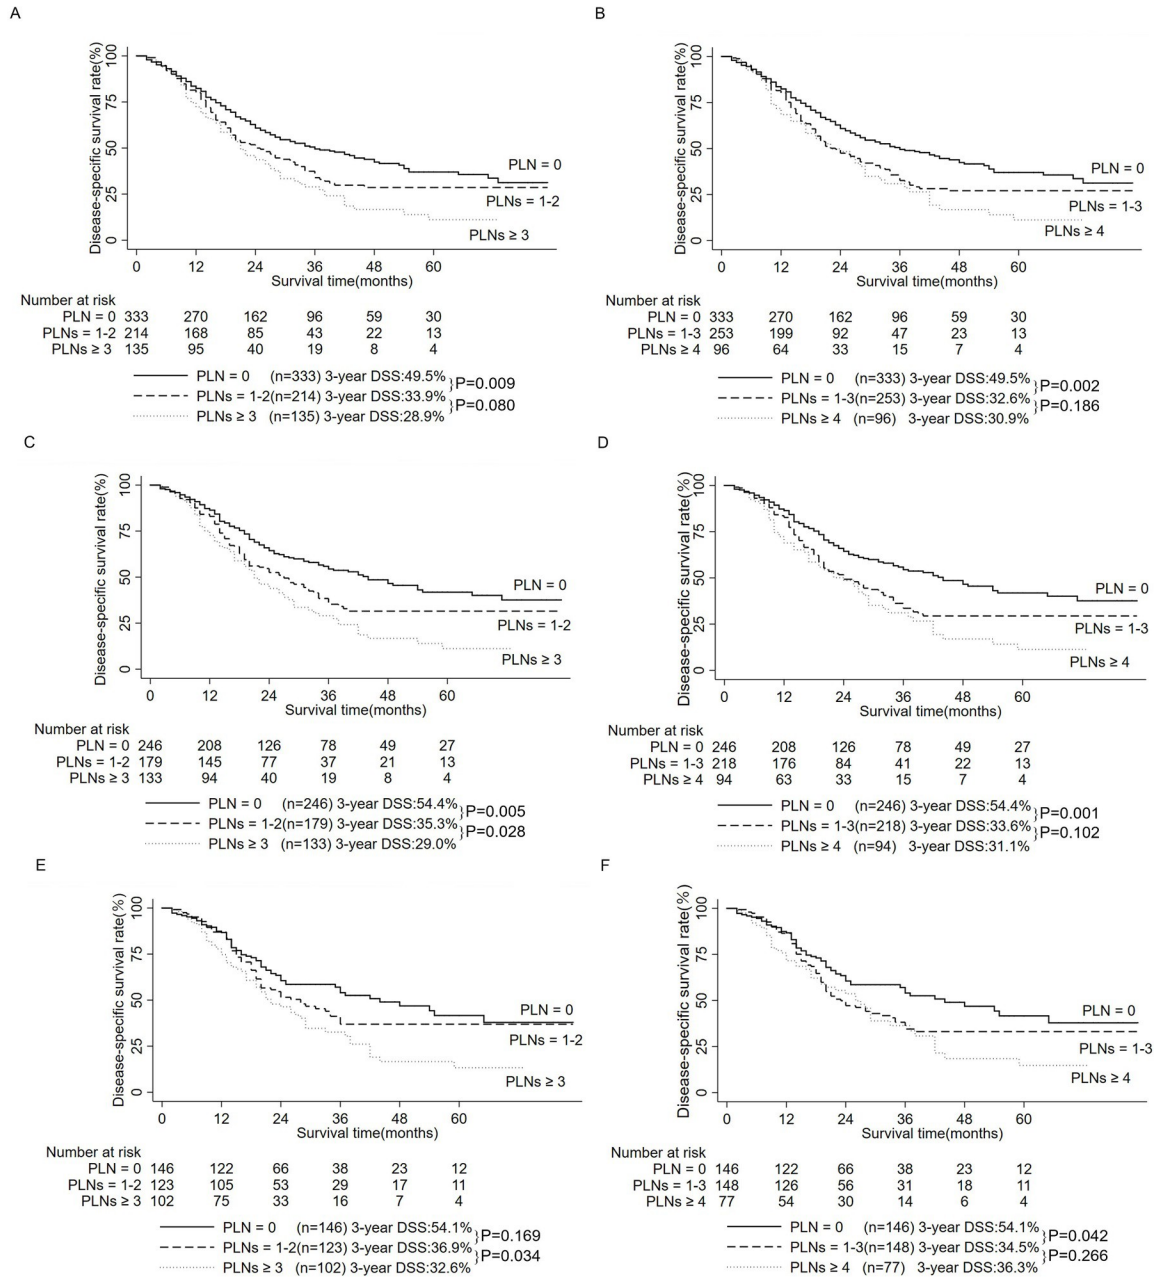 A
Disease-specific survival rate(%)
100
75
50
25
0
PLN = 0
PLNs = 1-2
PLNs ≥ 3
0 12 24 36 48 60
Survival time(months)
Number at risk
PLN = 0 333 270 162 96 59 30
PLNs = 1-2 214 168 85 43 22 13
PLNs ≥ 3 135 95 40 19 8 4
PLN = 0 (n=333) 3-year DSS:49.5%
}P=0.009
PLNs = 1-2(n=214) 3-year DSS:33.9%
}P=0.080
PLNs ≥ 3 (n=135) 3-year DSS:28.9%
B
Disease-specific survival rate(%)
100
75
50
25
0
PLN = 0
PLNs = 1-3
PLNs ≥ 4
0 12 24 36 48 60
Survival time(months)
Number at risk
PLN = 0 333 270 162 96 59 30
PLNs = 1-3 253 199 92 47 23 13
PLNs ≥ 4 96 64 33 15 7 4
PLN = 0 (n=333) 3-year DSS:49.5%
}P=0.002
PLNs = 1-3(n=253) 3-year DSS:32.6%
}P=0.186
PLNs ≥ 4 (n=96) 3-year DSS:30.9%
C
Disease-specific survival rate(%)
100
75
50
25
0
PLN = 0
PLNs = 1-2
PLNs ≥ 3
0 12 24 36 48 60
Survival time(months)
Number at risk
PLN = 0 246 208 126 78 49 27
PLNs = 1-2 179 145 77 37 21 13
PLNs ≥ 3 133 94 40 19 8 4
PLN = 0 (n=246) 3-year DSS:54.4%
}P=0.005
PLNs = 1-2(n=179) 3-year DSS:35.3%
}P=0.028
PLNs ≥ 3 (n=133) 3-year DSS:29.0%
D
Disease-specific survival rate(%)
100
75
50
25
0
PLN = 0
PLNs = 1-3
PLNs ≥ 4
0 12 24 36 48 60
Survival time(months)
Number at risk
PLN = 0 246 208 126 78 49 27
PLNs = 1-3 218 176 84 41 22 13
PLNs ≥ 4 94 63 33 15 7 4
PLN = 0 (n=246) 3-year DSS:54.4%
}P=0.001
PLNs = 1-3(n=218) 3-year DSS:33.6%
}P=0.102
PLNs ≥ 4 (n=94) 3-year DSS:31.1%
E
Disease-specific survival rate(%)
100
75
50
25
0
PLN = 0
PLNs = 1-2
PLNs ≥ 3
0 12 24 36 48 60
Survival time(months)
Number at risk
PLN = 0 146 122 66 38 23 12
PLNs = 1-2 123 105 53 29 17 11
PLNs ≥ 3 102 75 33 16 7 4
PLN = 0 (n=146) 3-year DSS:54.1%
}P=0.169
PLNs = 1-2(n=123) 3-year DSS:36.9%
}P=0.034
PLNs ≥ 3 (n=102) 3-year DSS:32.6%
F
Disease-specific survival rate(%)
100
75
50
25
0
PLN = 0
PLNs = 1-3
PLNs ≥ 4
0 12 24 36 48 60
Survival time(months)
Number at risk
PLN = 0 146 122 66 38 23 12
PLNs = 1-3 148 126 56 31 18 11
PLNs ≥ 4 77 54 30 14 6 4
PLN = 0 (n=146) 3-year DSS:54.1%
}P=0.042
PLNs = 1-3(n=148) 3-year DSS:34.5%
}P=0.266
PLNs ≥ 4 (n=77) 3-year DSS:36.3%